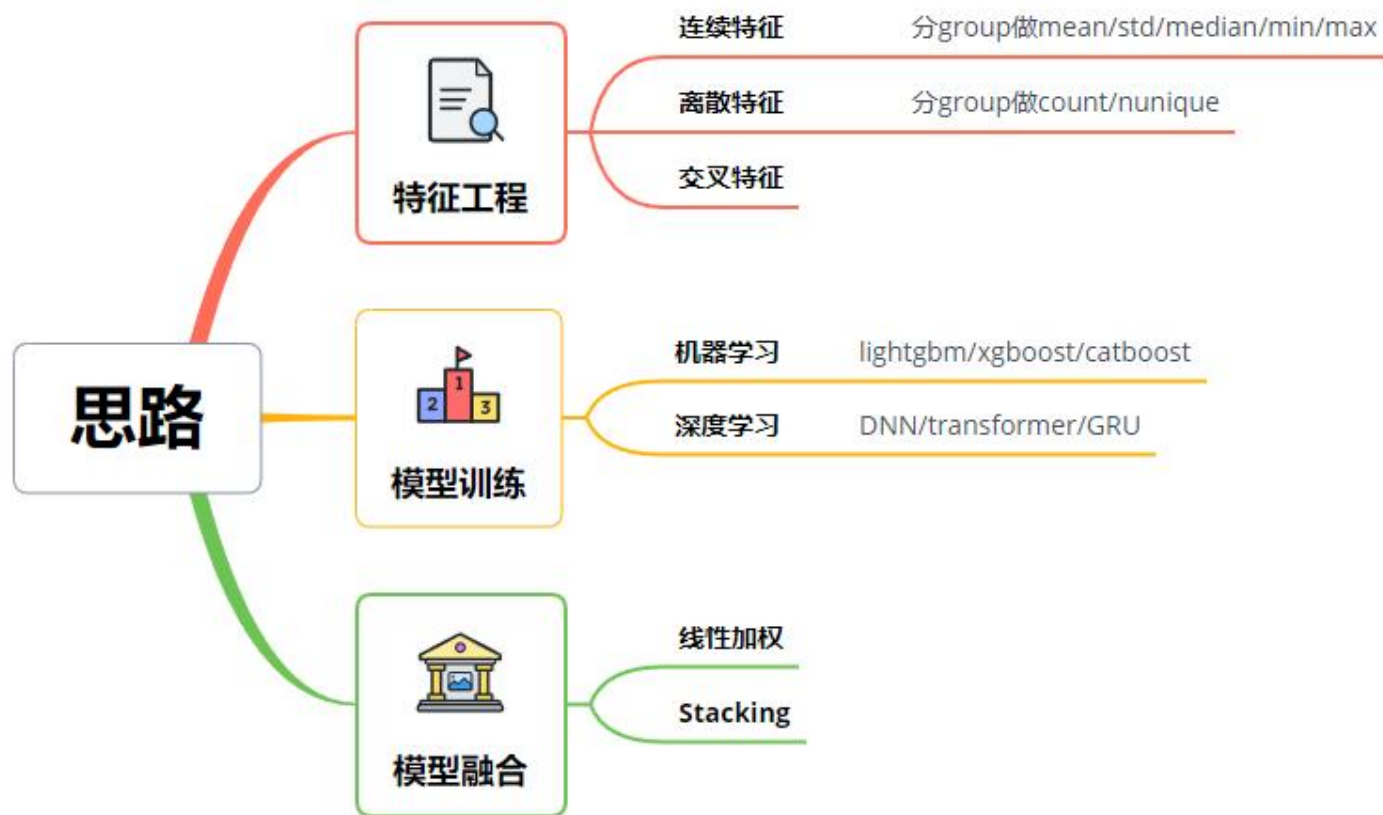 思路
特征工程
连续特征 分group做mean/std/median/min/max
离散特征 分group做count/nunique
交叉特征
2 1 3
模型训练
机器学习 lightgbm/xgboost/catboost
深度学习 DNN/transformer/GRU
模型融合
线性加权
Stacking